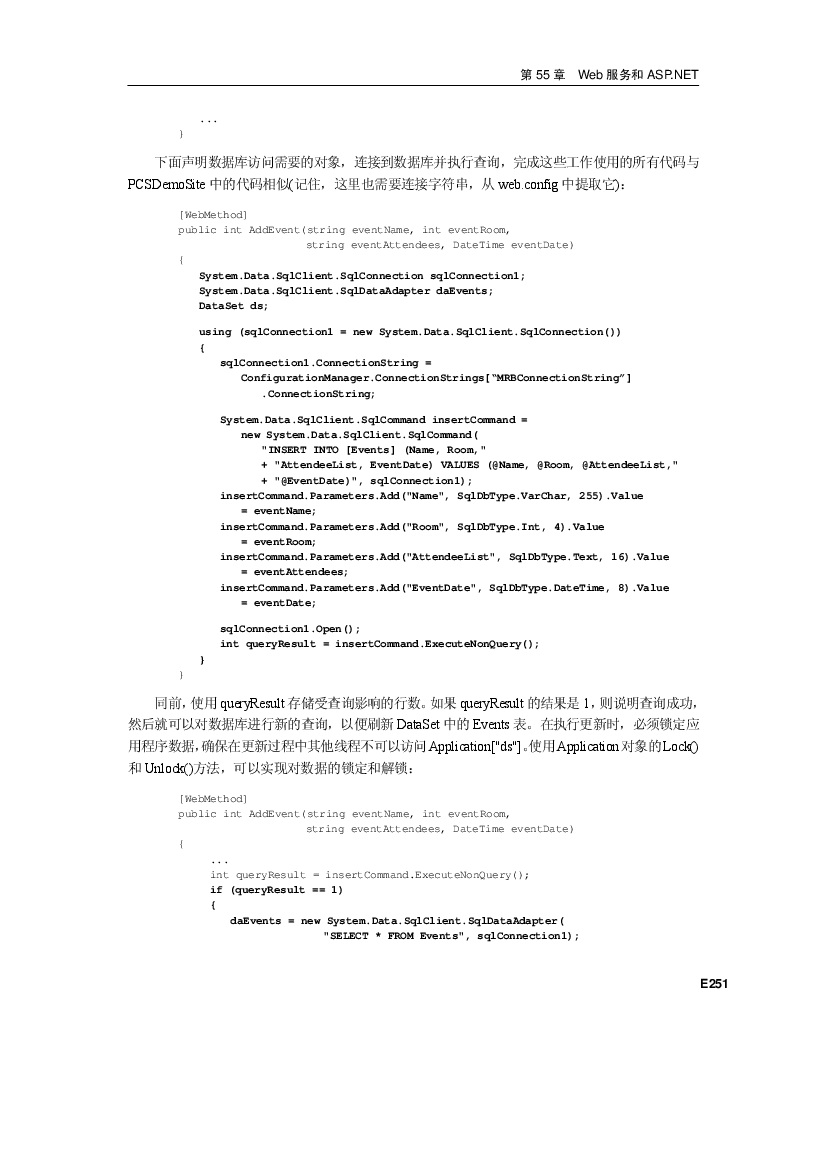 第 55 章 Web 服务和 ASP.NET
...
}
下面声明数据库访问需要的对象，连接到数据库并执行查询，完成这些工作使用的所有代码与
PCSDemoSite 中的代码相似(记住，这里也需要连接字符串，从 web.config 中提取它)：
[WebMethod]
public int AddEvent(string eventName, int eventRoom,
string eventAttendees, DateTime eventDate)
{
System.Data.SqlClient.SqlConnection sqlConnection1;
System.Data.SqlClient.SqlDataAdapter daEvents;
DataSet ds;
using (sqlConnection1 = new System.Data.SqlClient.SqlConnection())
{
sqlConnection1.ConnectionString =
ConfigurationManager.ConnectionStrings[“MRBConnectionString”]
.ConnectionString;
System.Data.SqlClient.SqlCommand insertCommand =
new System.Data.SqlClient.SqlCommand(
"INSERT INTO [Events] (Name, Room,"
+ "AttendeeList, EventDate) VALUES (@Name, @Room, @AttendeeList,"
+ "@EventDate)", sqlConnection1);
insertCommand.Parameters.Add("Name", SqlDbType.VarChar, 255).Value
= eventName;
insertCommand.Parameters.Add("Room", SqlDbType.Int, 4).Value
= eventRoom;
insertCommand.Parameters.Add("AttendeeList", SqlDbType.Text, 16).Value
= eventAttendees;
insertCommand.Parameters.Add("EventDate", SqlDbType.DateTime, 8).Value
= eventDate;
sqlConnection1.Open();
int queryResult = insertCommand.ExecuteNonQuery();
}
}
同前，使用 queryResult 存储受查询影响的行数。如果 queryResult 的结果是 1，则说明查询成功，
然后就可以对数据库进行新的查询，以便刷新 DataSet 中的 Events 表。在执行更新时，必须锁定应
用程序数据，确保在更新过程中其他线程不可以访问 Application["ds"]。使用 Application 对象的 Lock()
和 Unlock()方法，可以实现对数据的锁定和解锁：
[WebMethod]
public int AddEvent(string eventName, int eventRoom,
string eventAttendees, DateTime eventDate)
{
...
int queryResult = insertCommand.ExecuteNonQuery();
if (queryResult == 1)
{
daEvents = new System.Data.SqlClient.SqlDataAdapter(
"SELECT * FROM Events", sqlConnection1);
E251